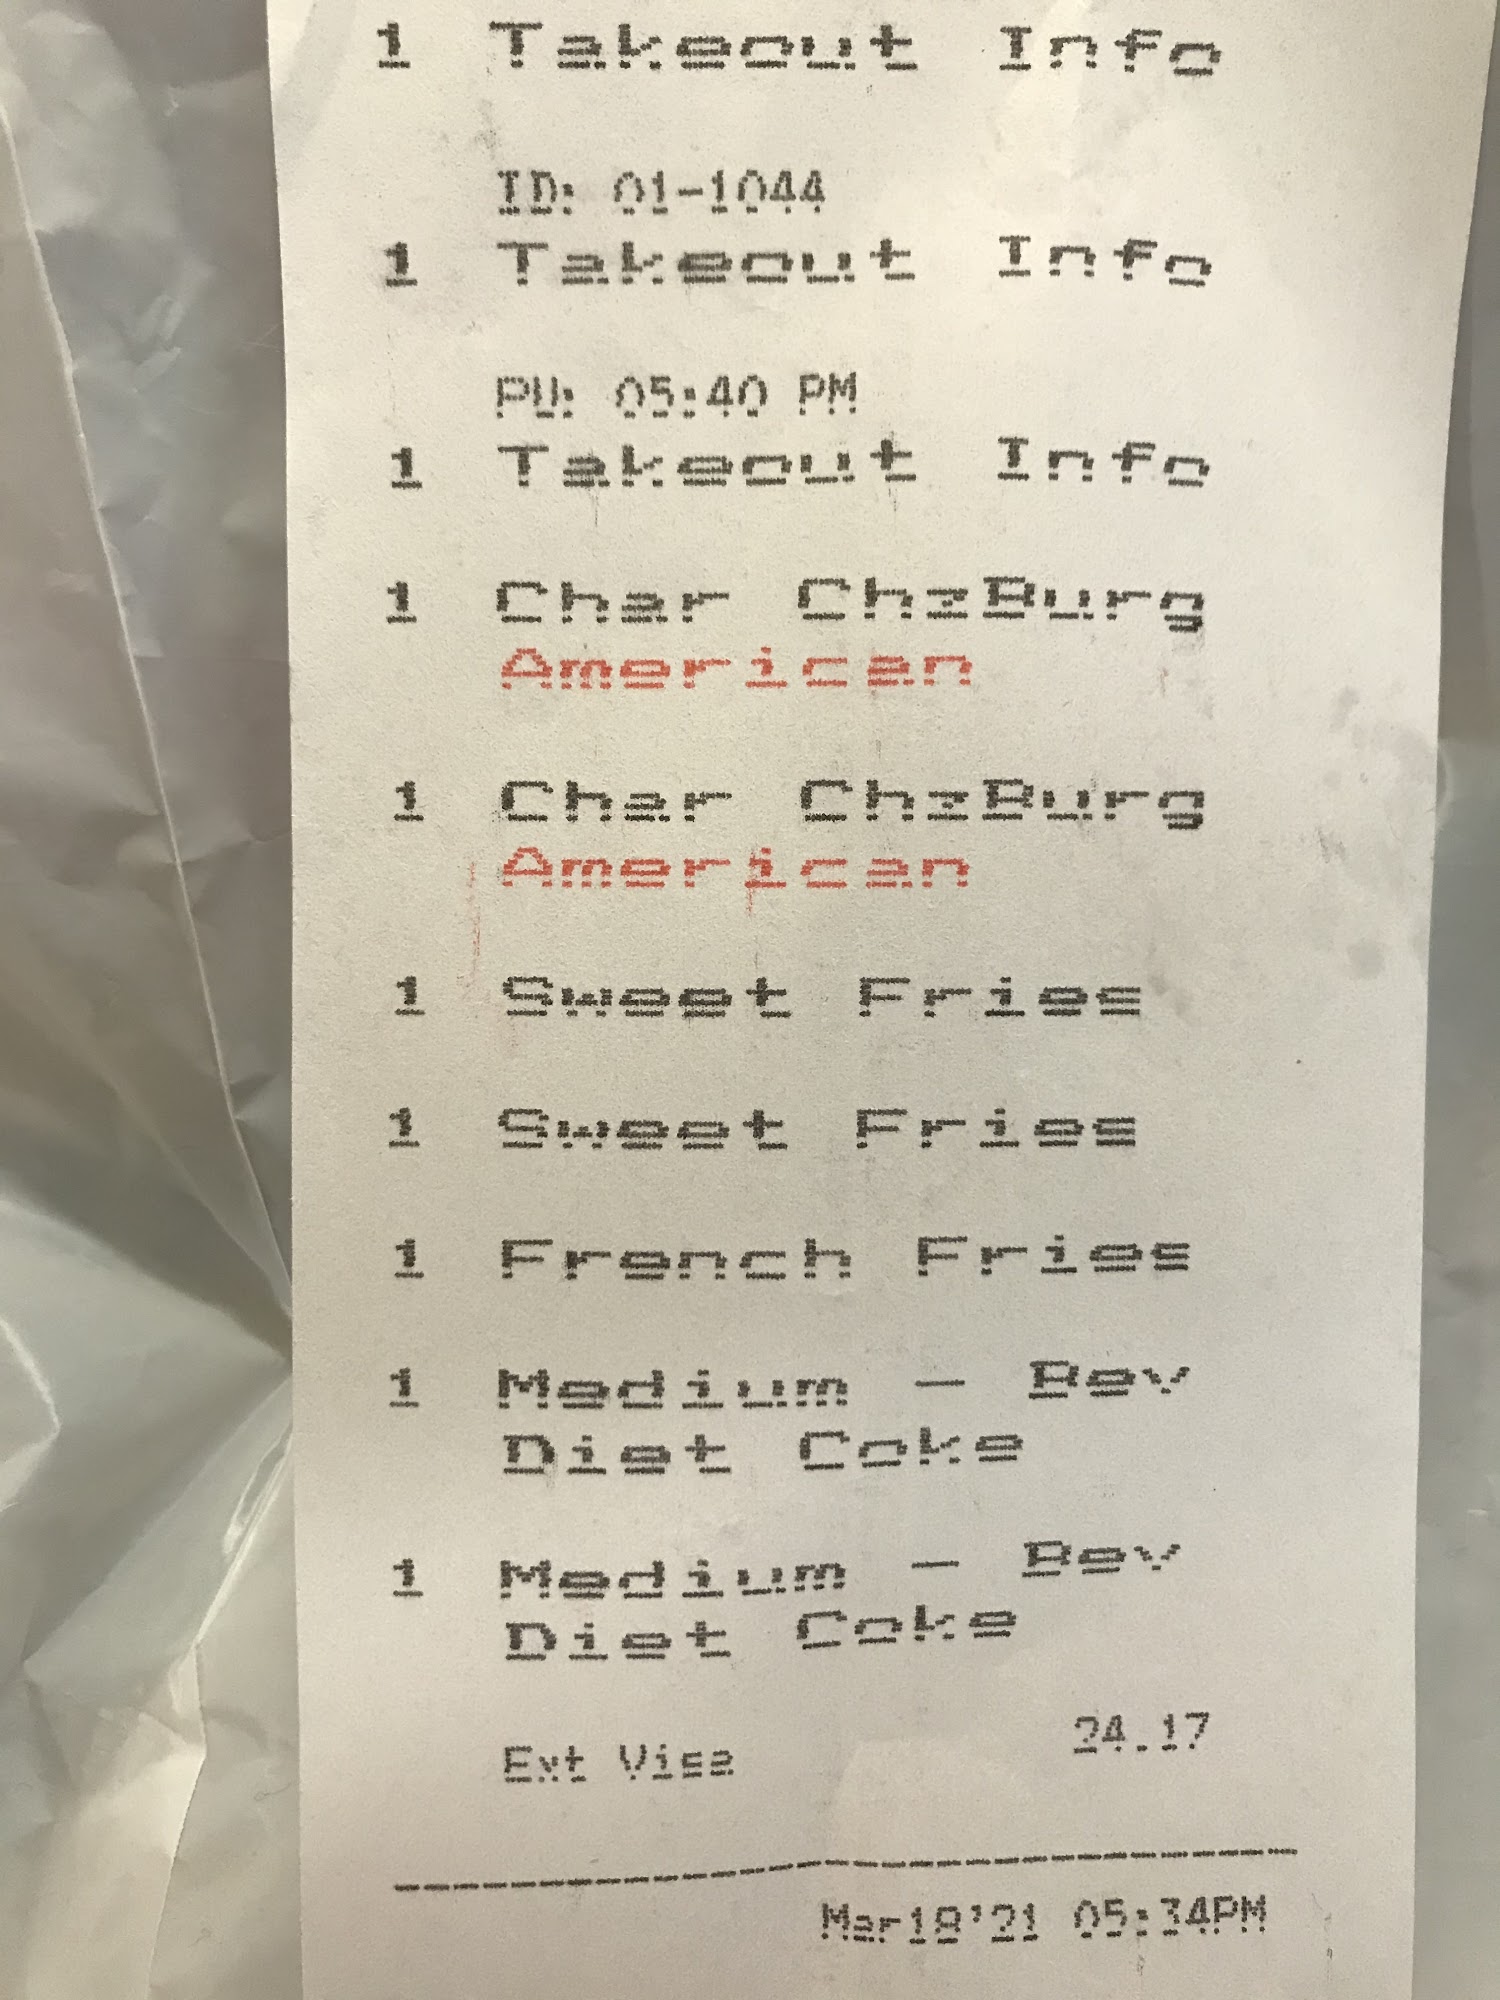 1 Takeout Info
ID: 01-1044
1 Takeout Info
PU: 05:40 PM
1 Takeout Info
1 Char ChzBurg
American
1 Char ChzBurg
American
1 Sweet Fries
1 Sweet Fries
1 French Fries
1 Medium - Bev
Diet Coke
1 Medium - Bev
Diet Coke
Ext Visa 24.17
Mar18'21 05:34PM